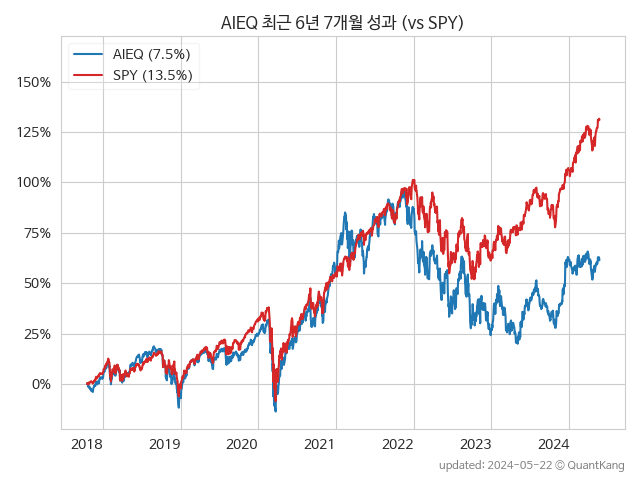 AIEQ 최근 6년 7개월 성과 (vs SPY)
AIEQ (7.5%)
SPY (13.5%)
150%
125%
100%
75%
50%
25%
0%
2018 2019 2020 2021 2022 2023 2024
updated: 2024-05-22 © QuantKang